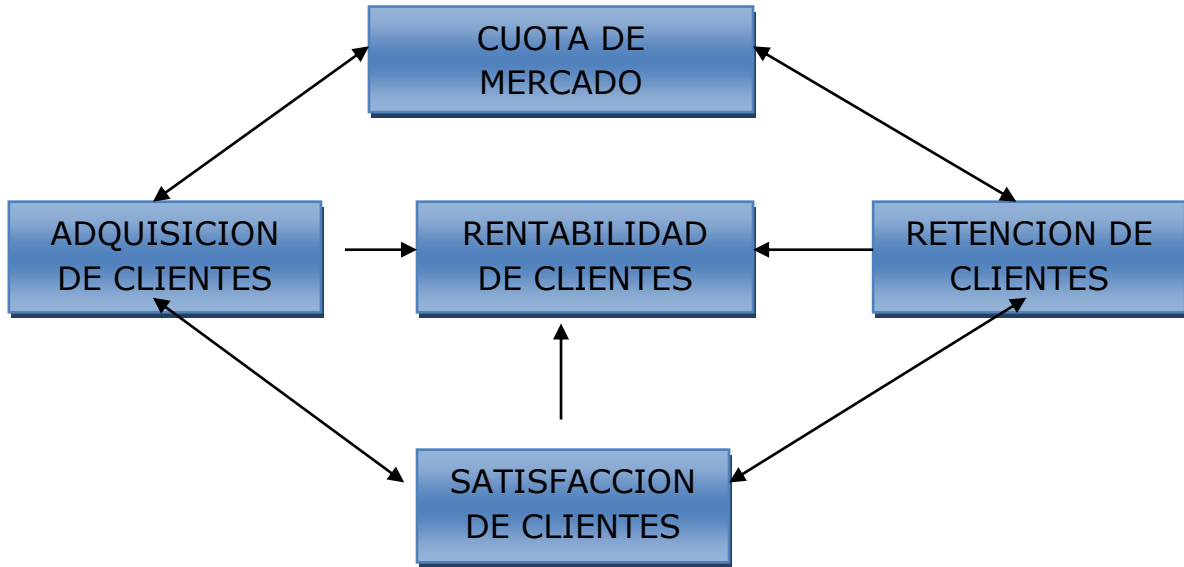 CUOTA DE
MERCADO
ADQUISICION
DE CLIENTES
RENTABILIDAD
DE CLIENTES
RETENCION DE
CLIENTES
SATISFACCION
DE CLIENTES